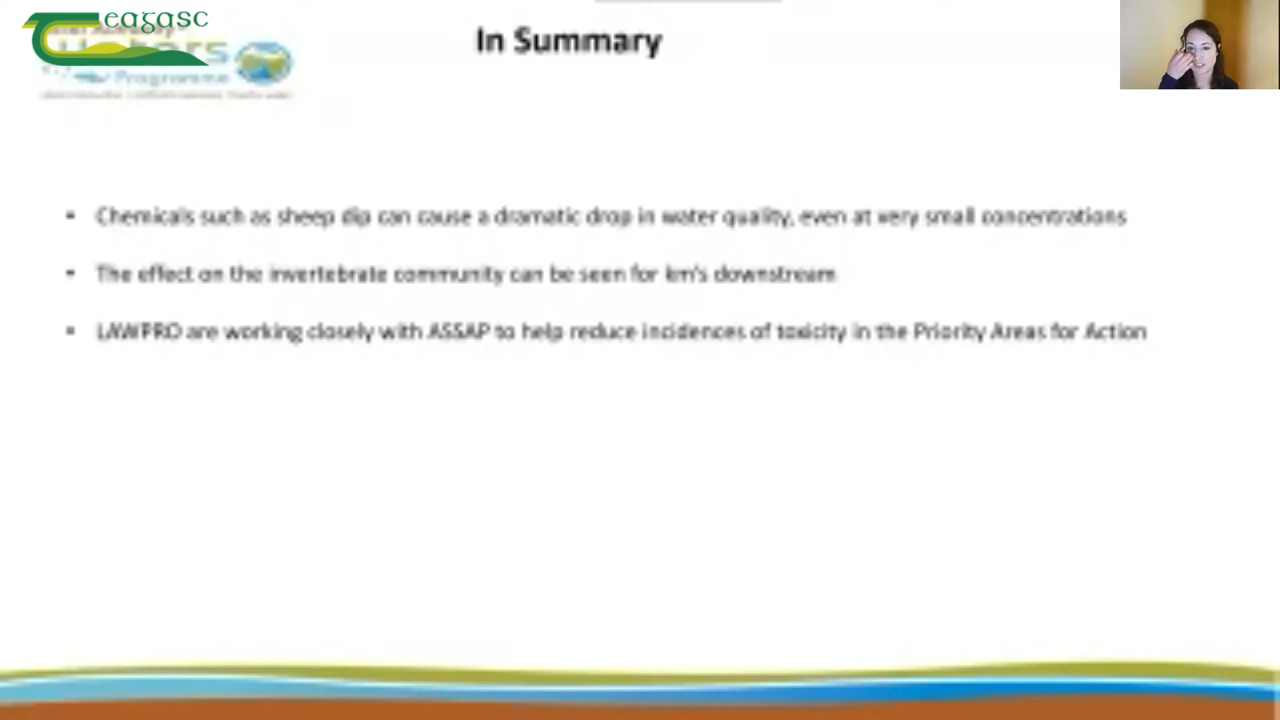 Teagasc
In Summary
Programme
• Chemicals such as sheep dip can cause a dramatic drop in water quality, even at very small concentrations
• The effect on the invertebrate community can be seen for km's downstream
• LAWPRO are working closely with ASSAP to help reduce incidences of toxicity in the Priority Areas for Action